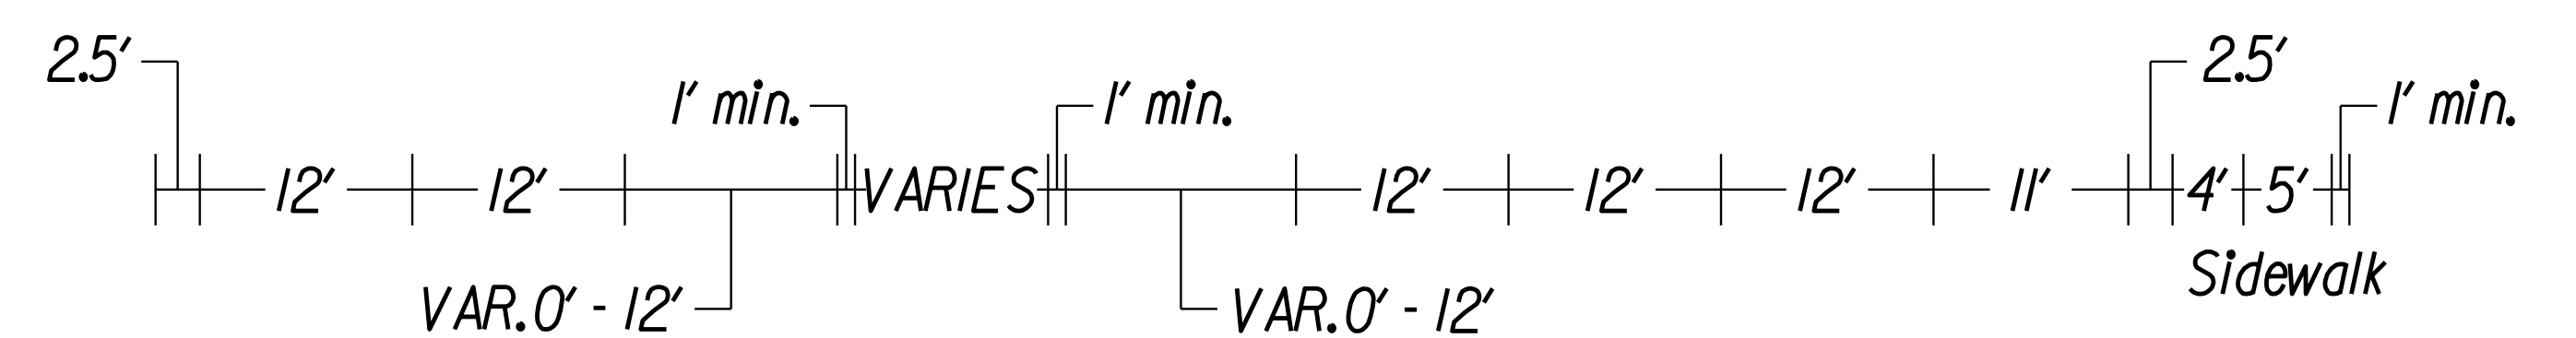 2.5' 2.5'
1' min. 1' min. 1' min.
12' 12' VARIES 12' 12' 12' 11' 4' 5'
Sidewalk
VAR.0' - 12' VAR.0' - 12'